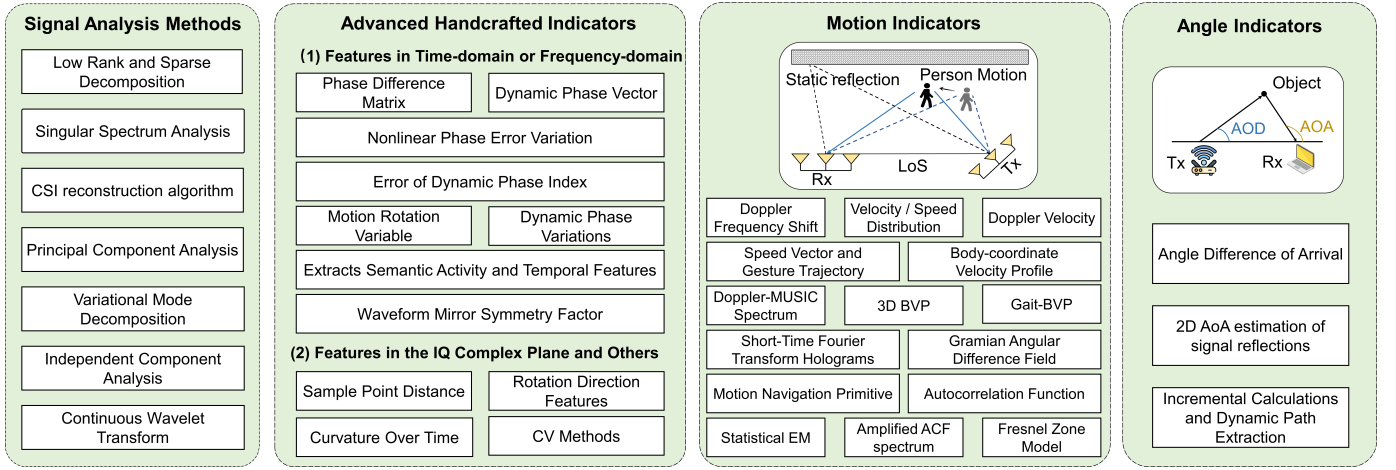 Signal Analysis Methods
Low Rank and Sparse
Decomposition
Singular Spectrum Analysis
CSI reconstruction algorithm
Principal Component Analysis
Variational Mode
Decomposition
Independent Component
Analysis
Continuous Wavelet
Transform
Advanced Handcrafted Indicators
(1) Features in Time-domain or Frequency-domain
Phase Difference
Matrix
Dynamic Phase Vector
Nonlinear Phase Error Variation
Error of Dynamic Phase Index
Motion Rotation
Variable
Dynamic Phase
Variations
Extracts Semantic Activity and Temporal Features
Waveform Mirror Symmetry Factor
(2) Features in the IQ Complex Plane and Others
Sample Point Distance
Rotation Direction
Features
Curvature Over Time
CV Methods
Motion Indicators
Static reflection
Person Motion
LoS
Rx
Tx
Doppler
Frequency Shift
Velocity / Speed
Distribution
Doppler Velocity
Speed Vector and
Gesture Trajectory
Body-coordinate
Velocity Profile
Doppler-MUSIC
Spectrum
3D BVP
Gait-BVP
Short-Time Fourier
Transform Holograms
Gramian Angular
Difference Field
Motion Navigation Primitive
Autocorrelation Function
Statistical EM
Amplified ACF
spectrum
Fresnel Zone
Model
Angle Indicators
Object
AOD
AOA
Tx
Rx
Angle Difference of Arrival
2D AoA estimation of
signal reflections
Incremental Calculations
and Dynamic Path
Extraction